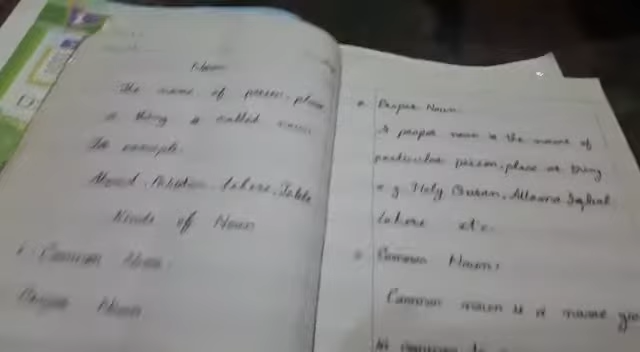 Noun
The name of person, place
or thing is called noun.
For example.
Ahmed, Pakistan, Lahore, Table
Kinds of Noun
Common Noun.
Proper Noun
Proper Noun.
A proper noun is the name of
particular person, place or thing
e.g Holy Quran, Allama Iqbal
Lahore etc.
Common Noun:
Common noun is a name